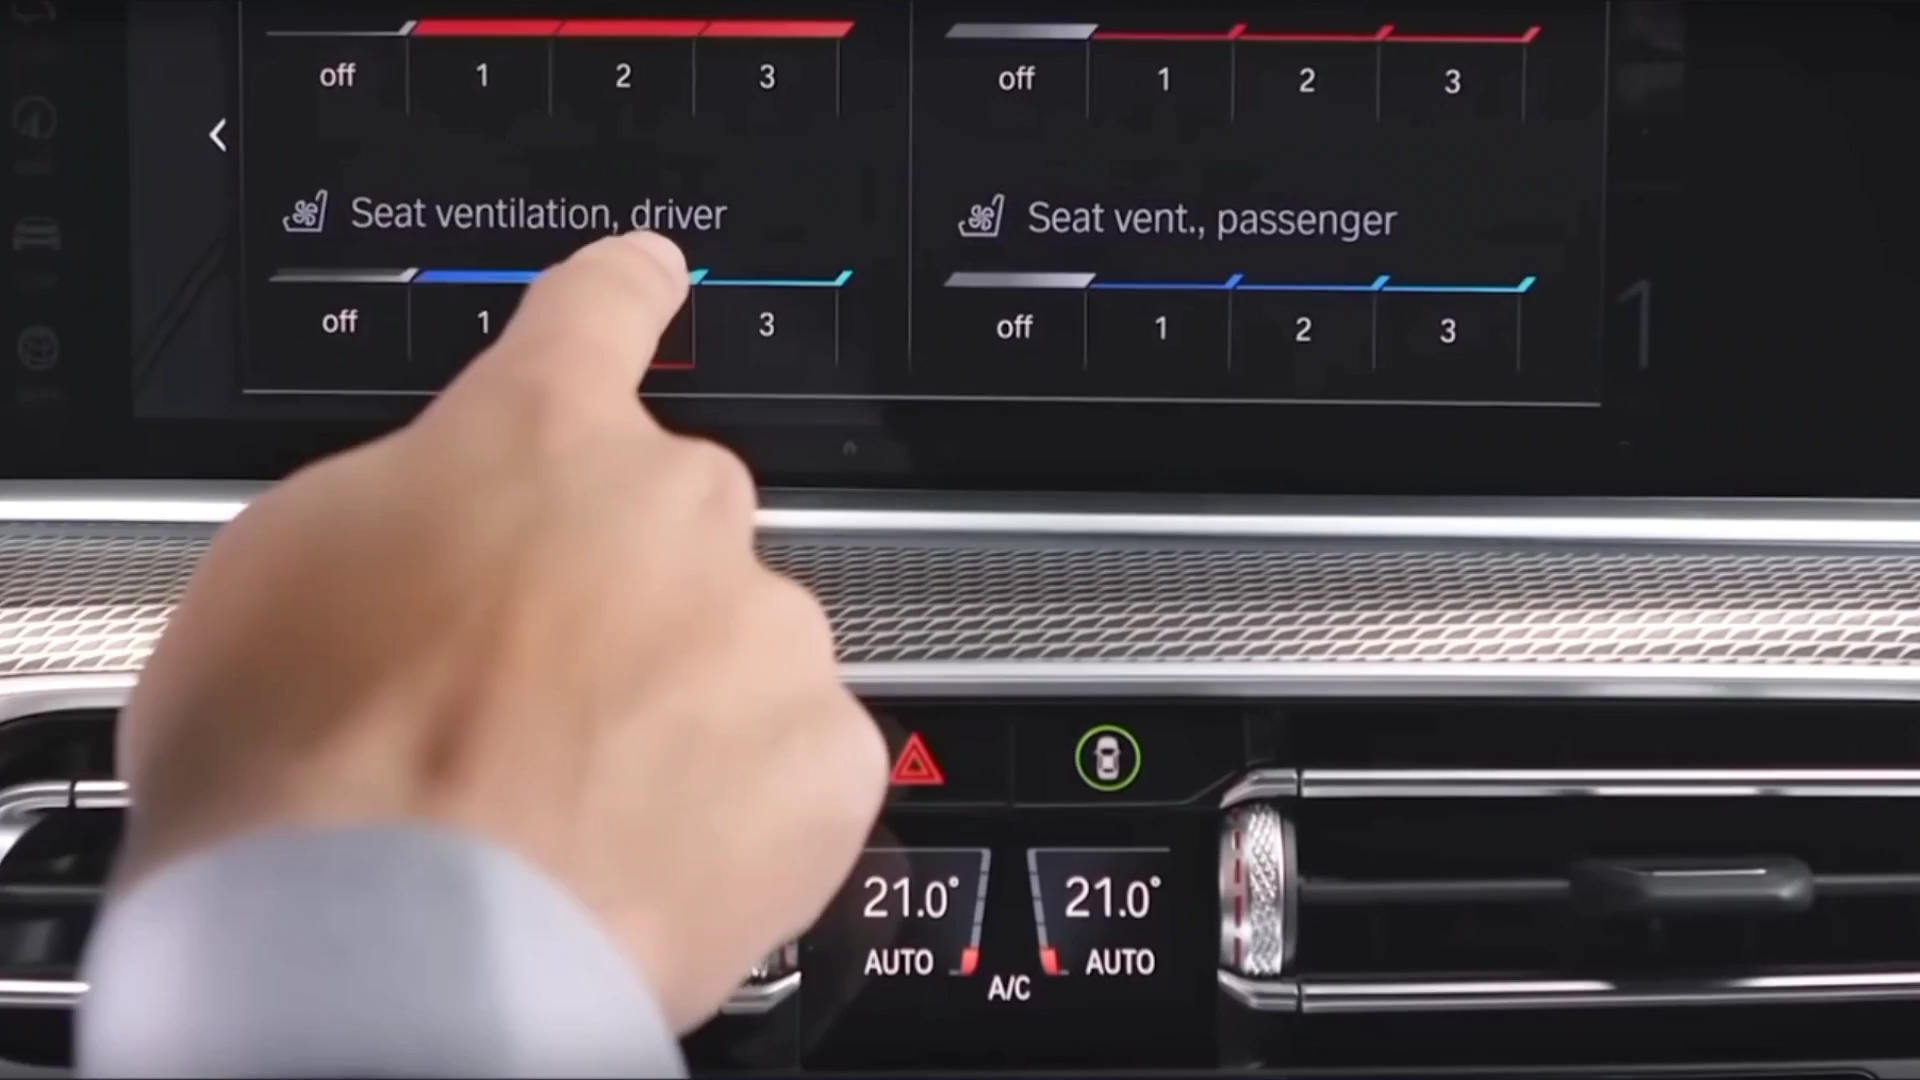 off 1 2 3
off 1 2 3
Seat ventilation, driver
Seat vent., passenger
off 1 3
off 1 2 3
1
21.0°
21.0°
AUTO
AUTO
A/C